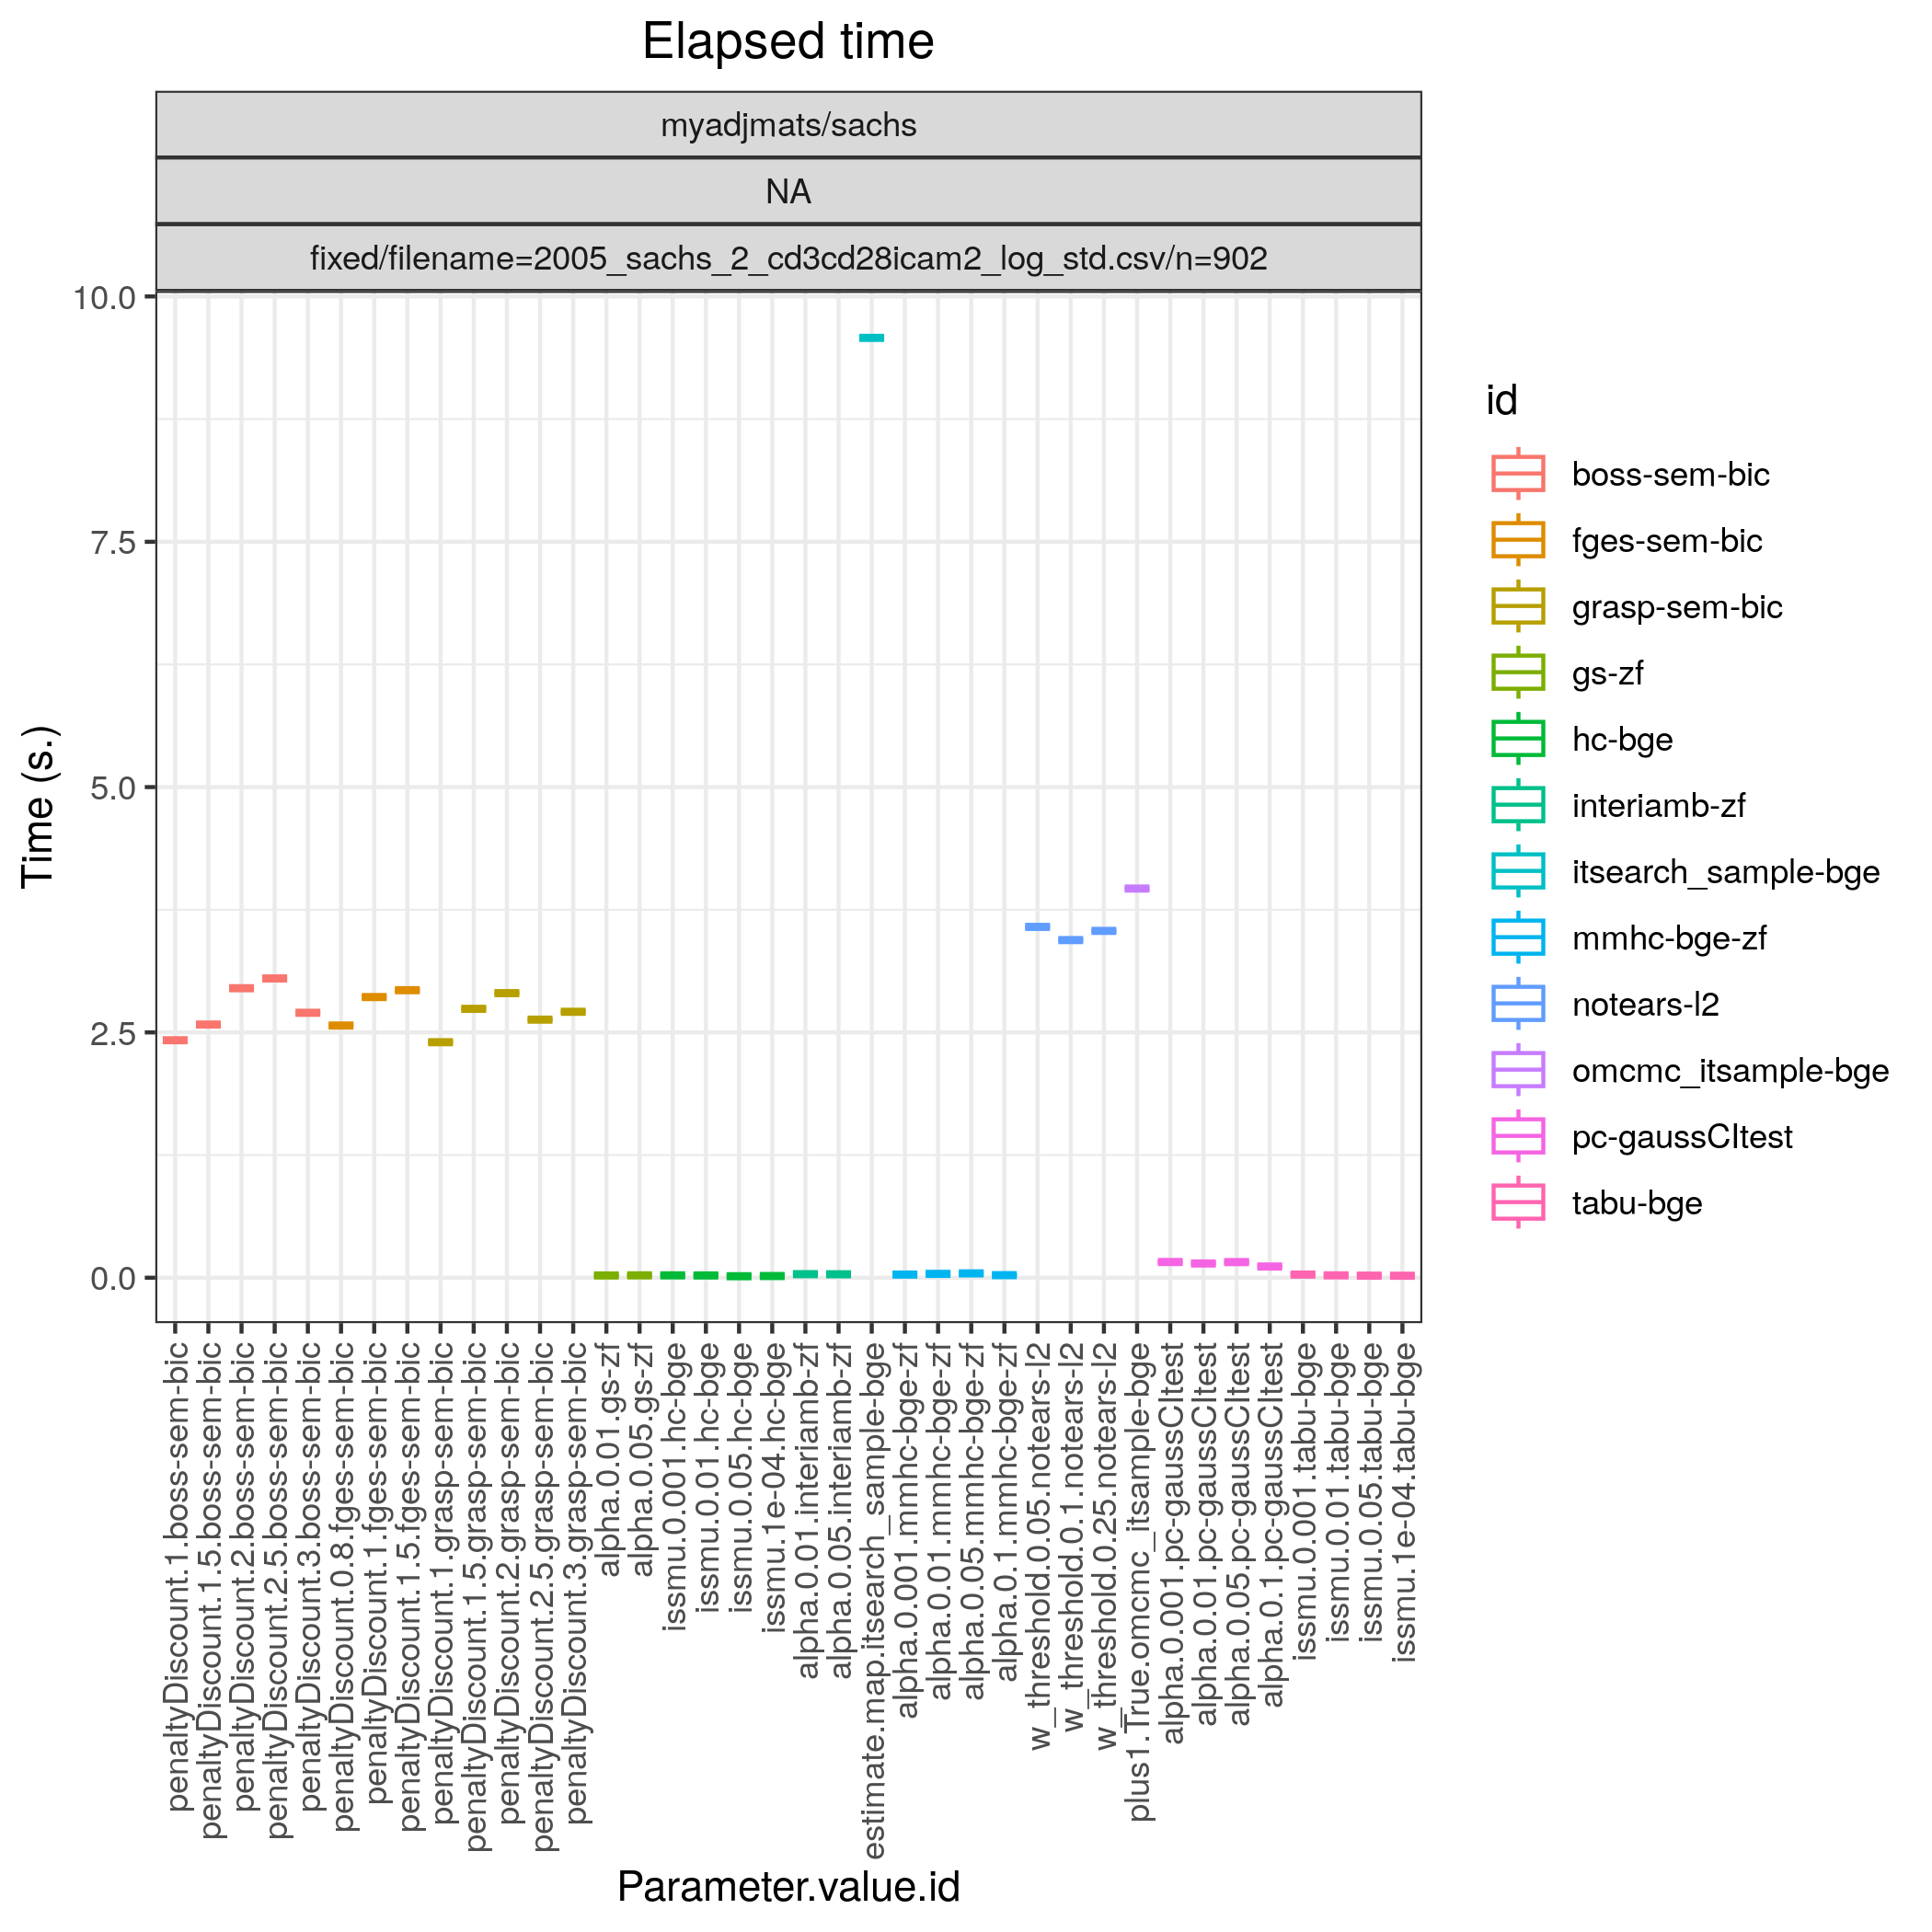 Elapsed time
myadjmats/sachs
NA
fixed/filename=2005_sachs_2_cd3cd28icam2_log_std.csv/n=902
10.0
7.5
5.0
2.5
0.0
Time (s.)
penaltyDiscount.1.boss-sem-bic
penaltyDiscount.1.5.boss-sem-bic
penaltyDiscount.2.boss-sem-bic
penaltyDiscount.2.5.boss-sem-bic
penaltyDiscount.3.boss-sem-bic
penaltyDiscount.0.8.fges-sem-bic
penaltyDiscount.1.fges-sem-bic
penaltyDiscount.1.5.fges-sem-bic
penaltyDiscount.1.grasp-sem-bic
penaltyDiscount.1.5.grasp-sem-bic
penaltyDiscount.2.grasp-sem-bic
penaltyDiscount.2.5.grasp-sem-bic
penaltyDiscount.3.grasp-sem-bic
alpha.0.01.gs-zf
alpha.0.05.gs-zf
issmu.0.001.hc-bge
issmu.0.01.hc-bge
issmu.0.05.hc-bge
issmu.1e-04.hc-bge
alpha.0.01.interiamb-zf
alpha.0.05.interiamb-zf
estimate.map.itsearch_sample-bge
alpha.0.001.mmhc-bge-zf
alpha.0.01.mmhc-bge-zf
alpha.0.05.mmhc-bge-zf
alpha.0.1.mmhc-bge-zf
w_threshold.0.05.notears-l2
w_threshold.0.1.notears-l2
w_threshold.0.25.notears-l2
plus1.True.omcmc_itsample-bge
alpha.0.001.pc-gaussCItest
alpha.0.01.pc-gaussCItest
alpha.0.05.pc-gaussCItest
alpha.0.1.pc-gaussCItest
issmu.0.001.tabu-bge
issmu.0.01.tabu-bge
issmu.0.05.tabu-bge
issmu.1e-04.tabu-bge
Parameter.value.id
id
boss-sem-bic
fges-sem-bic
grasp-sem-bic
gs-zf
hc-bge
interiamb-zf
itsearch_sample-bge
mmhc-bge-zf
notears-l2
omcmc_itsample-bge
pc-gaussCItest
tabu-bge